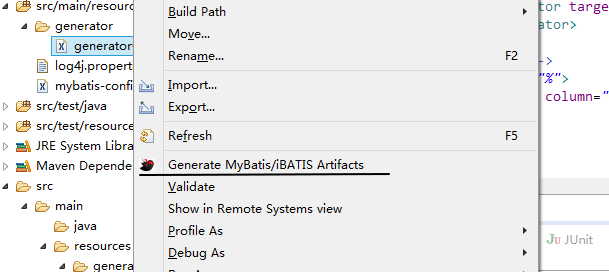 src/main/resour
generator
generator
log4j.propert
mybatis-confi
src/test/java
src/test/resource
JRE System Libra
Maven Depende
src
main
java
resources
genera
Build Path
Move...
Rename... F2
Import...
Export...
Refresh F5
Generate MyBatis/iBATIS Artifacts
Validate
Show in Remote Systems view
Profile As
Debug As
or targe
ator>
-->
"%">
column="
JUnit